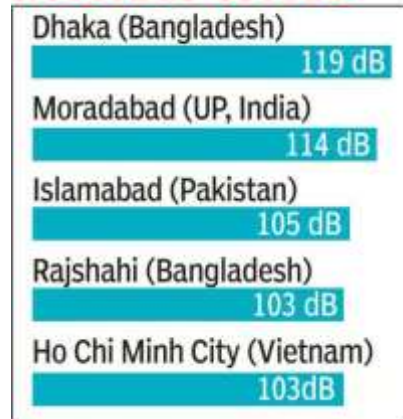 Dhaka (Bangladesh)
119 dB
Moradabad (UP, India)
114 dB
Islamabad (Pakistan)
105 dB
Rajshahi (Bangladesh)
103 dB
Ho Chi Minh City (Vietnam)
103dB